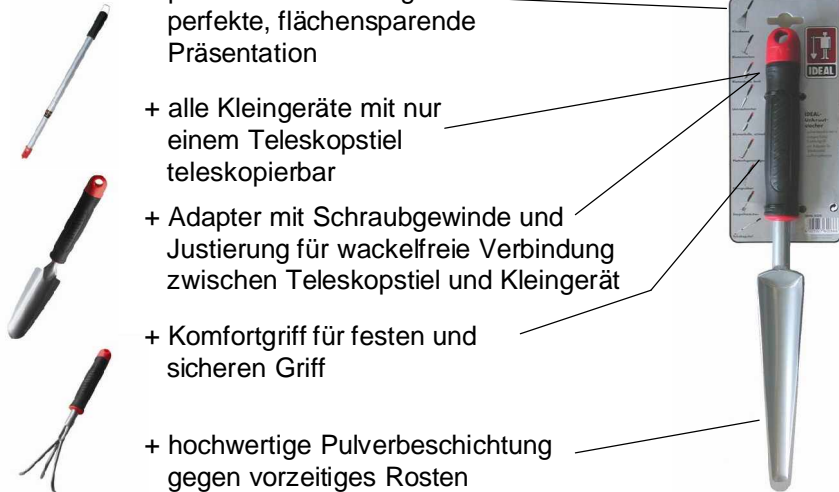 perfekte, flächensparende
Präsentation
+ alle Kleingeräte mit nur
einem Teleskopstiel
teleskopierbar
+ Adapter mit Schraubgewinde und
Justierung für wackelfreie Verbindung
zwischen Teleskopstiel und Kleingerät
+ Komfortgriff für festen und
sicheren Griff
+ hochwertige Pulverbeschichtung
gegen vorzeitiges Rosten
IDEAL
IDEAL-